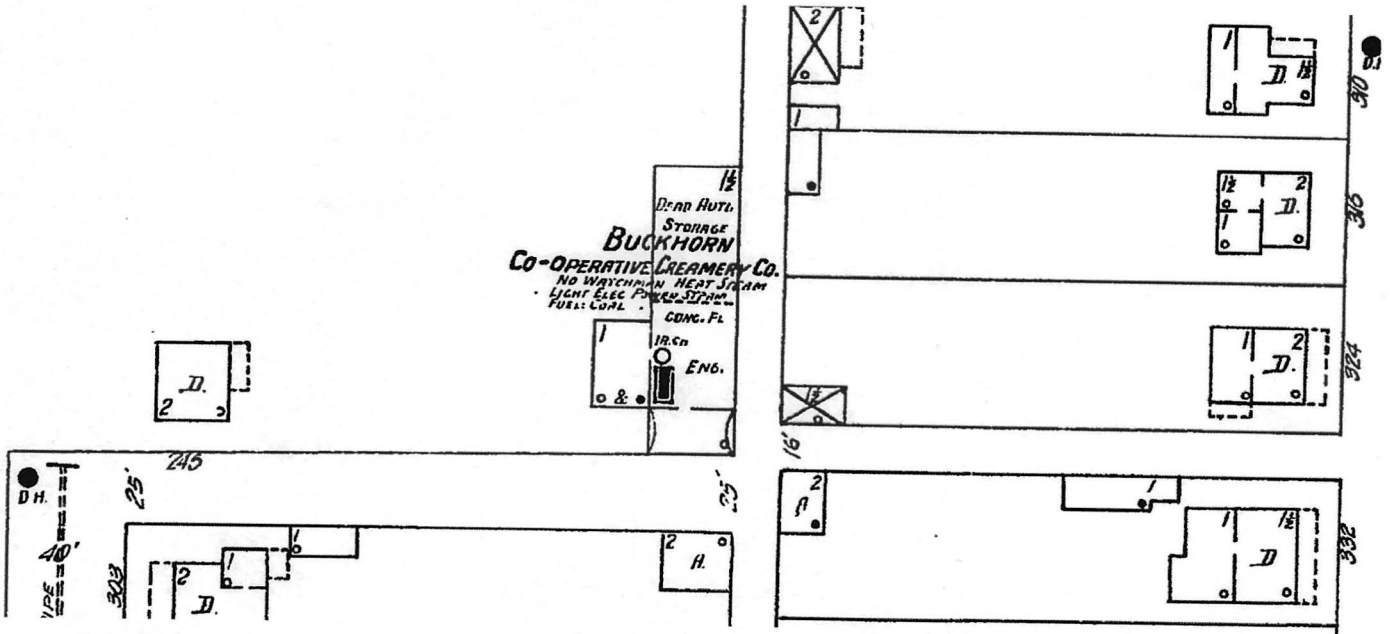 2
1
1
D.
1½
D.H.
310
1½
DEAD AUTO.
STORAGE
BUCKHORN
CO-OPERATIVE CREAMERY CO.
NO WATCHMAN HEAT STEAM
LIGHT ELEC POWER STEAM
FUEL: COAL
CONC. FL
1
IR.CH
ENG.
&
1½
2
1
D.
316
D.
2
1½
1
2
D.
324
245
16'
D.H.
25'
25'
40'
PIPE
303
2
D.
1
1
2
A.
2
A
1
1
1½
D
332